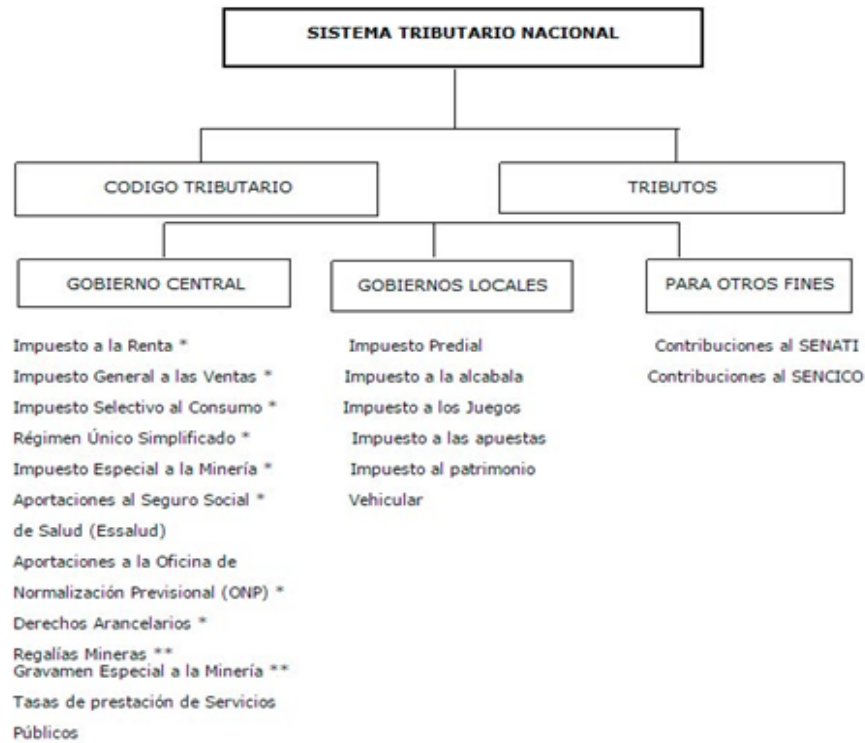 SISTEMA TRIBUTARIO NACIONAL
CODIGO TRIBUTARIO
TRIBUTOS
GOBIERNO CENTRAL
GOBIERNOS LOCALES
PARA OTROS FINES
Impuesto a la Renta *
Impuesto General a las Ventas *
Impuesto Selectivo al Consumo *
Régimen Único Simplificado *
Impuesto Especial a la Minería *
Aportaciones al Seguro Social *
de Salud (Essalud)
Aportaciones a la Oficina de
Normalización Previsional (ONP) *
Derechos Arancelarios *
Regalías Mineras **
Gravamen Especial a la Minería **
Tasas de prestación de Servicios
Públicos
Impuesto Predial
Impuesto a la alcabala
Impuesto a los Juegos
Impuesto a las apuestas
Impuesto al patrimonio
Vehicular
Contribuciones al SENATI
Contribuciones al SENCICO